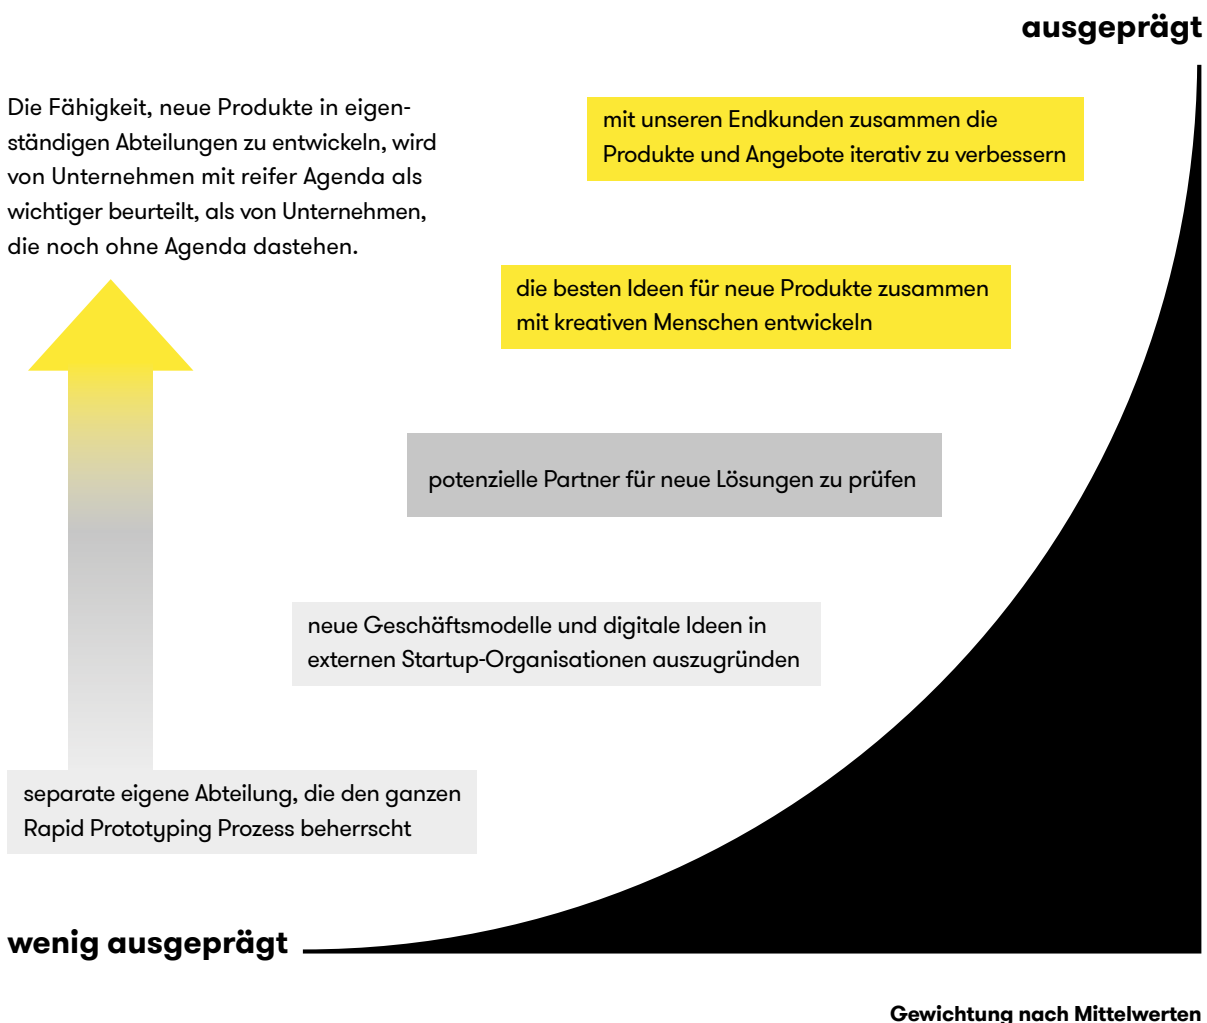 ausgeprägt
Die Fähigkeit, neue Produkte in eigen-
ständigen Abteilungen zu entwickeln, wird
von Unternehmen mit reifer Agenda als
wichtiger beurteilt, als von Unternehmen,
die noch ohne Agenda dastehen.
mit unseren Endkunden zusammen die
Produkte und Angebote iterativ zu verbessern
die besten Ideen für neue Produkte zusammen
mit kreativen Menschen entwickeln
potenzielle Partner für neue Lösungen zu prüfen
neue Geschäftsmodelle und digitale Ideen in
externen Startup-Organisationen auszugründen
separate eigene Abteilung, die den ganzen
Rapid Prototyping Prozess beherrscht
wenig ausgeprägt
Gewichtung nach Mittelwerten